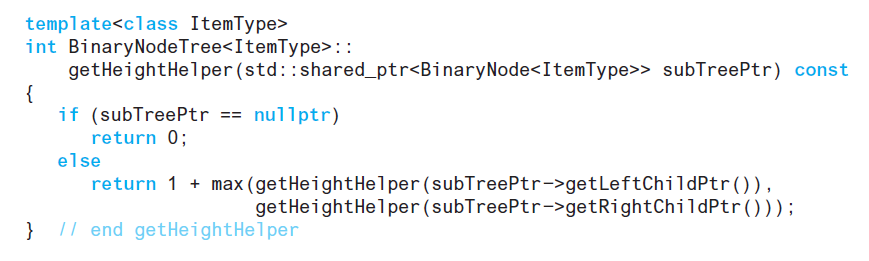 template<class ItemType>
int BinaryNodeTree<ItemType>::
    getHeightHelper(std::shared_ptr<BinaryNode<ItemType>> subTreePtr) const
{
   if (subTreePtr == nullptr)
      return 0;
   else
      return 1 + max(getHeightHelper(subTreePtr->getLeftChildPtr()),
                     getHeightHelper(subTreePtr->getRightChildPtr()));
}  // end getHeightHelper